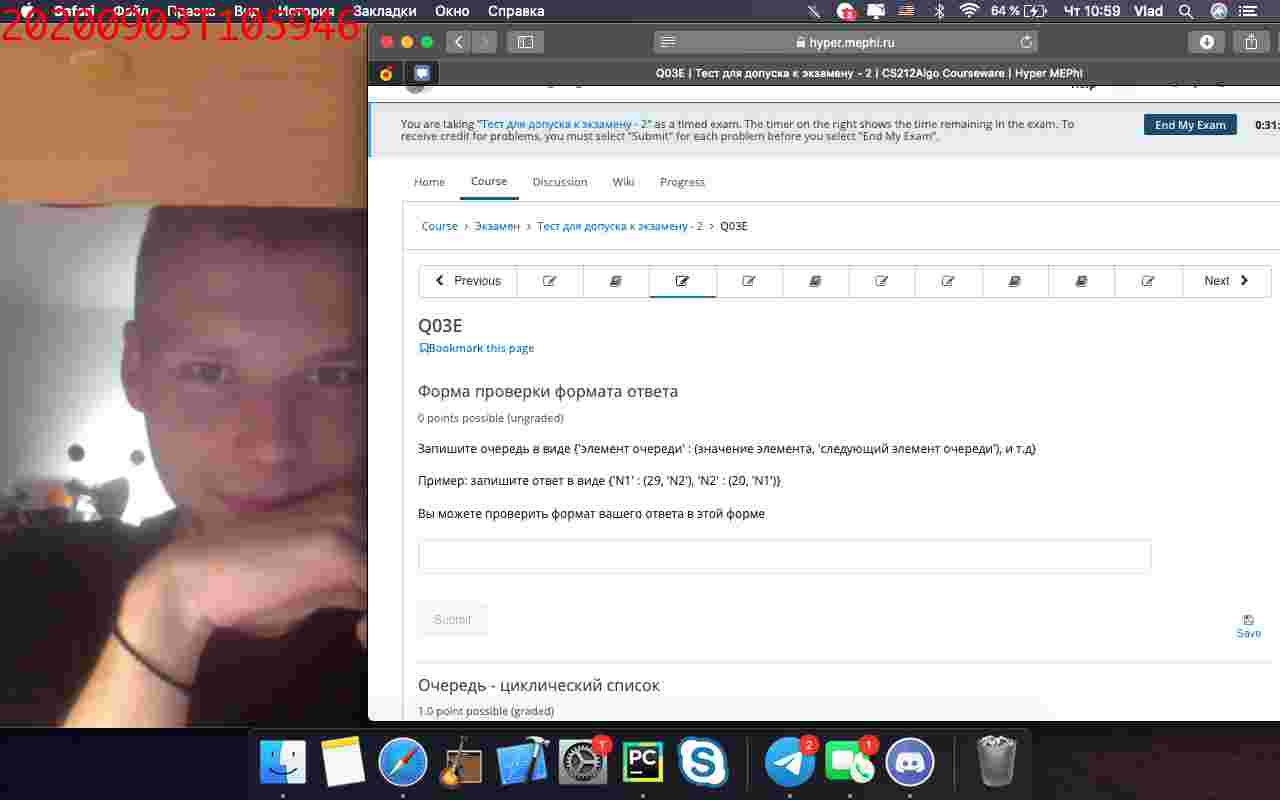 Safari Файл Правка Вид История Закладки Окно Справка 64 % Чт 10:59 Vlad
20200903T105946
hyper.mephi.ru
Q03E | Тест для допуска к экзамену - 2 | CS212Algo Courseware | Hyper MEPhI
You are taking "Тест для допуска к экзамену - 2" as a timed exam. The timer on the right shows the time remaining in the exam. To
receive credit for problems, you must select "Submit" for each problem before you select "End My Exam".
End My Exam
0:31:
Home Course Discussion Wiki Progress
Course > Экзамен > Тест для допуска к экзамену - 2 > Q03E
Previous
Next
Q03E
Bookmark this page
Форма проверки формата ответа
0 points possible (ungraded)
Запишите очередь в виде {'элемент очереди' : (значение элемента, 'следующий элемент очереди'), и т.д}
Пример: запишите ответ в виде {'N1' : (29, 'N2'), 'N2' : (20, 'N1')}
Вы можете проверить формат вашего ответа в этой форме
Submit
Save
Очередь - циклический список
1.0 point possible (graded)
1
PC
2
1